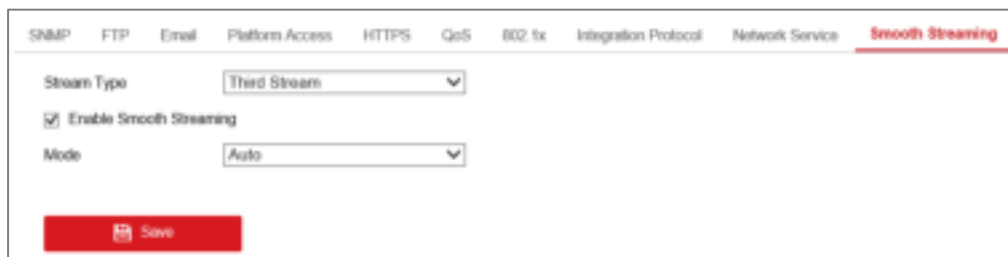 SNMP FTP Email Platform Access HTTPS QoS 802.1x Integration Protocol Network Service Smooth Streaming
Stream Type Third Stream
Enable Smooth Streaming
Mode Auto
Save